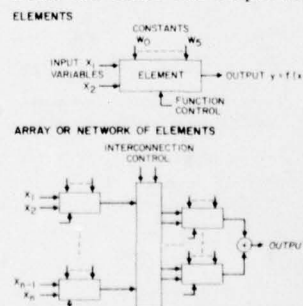 ELEMENTS
CONSTANTS
W0 W5
INPUT X1
VARIABLES
X2
ELEMENT
OUTPUT y = f(x
FUNCTION
CONTROL
ARRAY OR NETWORK OF ELEMENTS
INTERCONNECTION
CONTROL
X1
X2
+
OUTPU
Xn-1
Xn